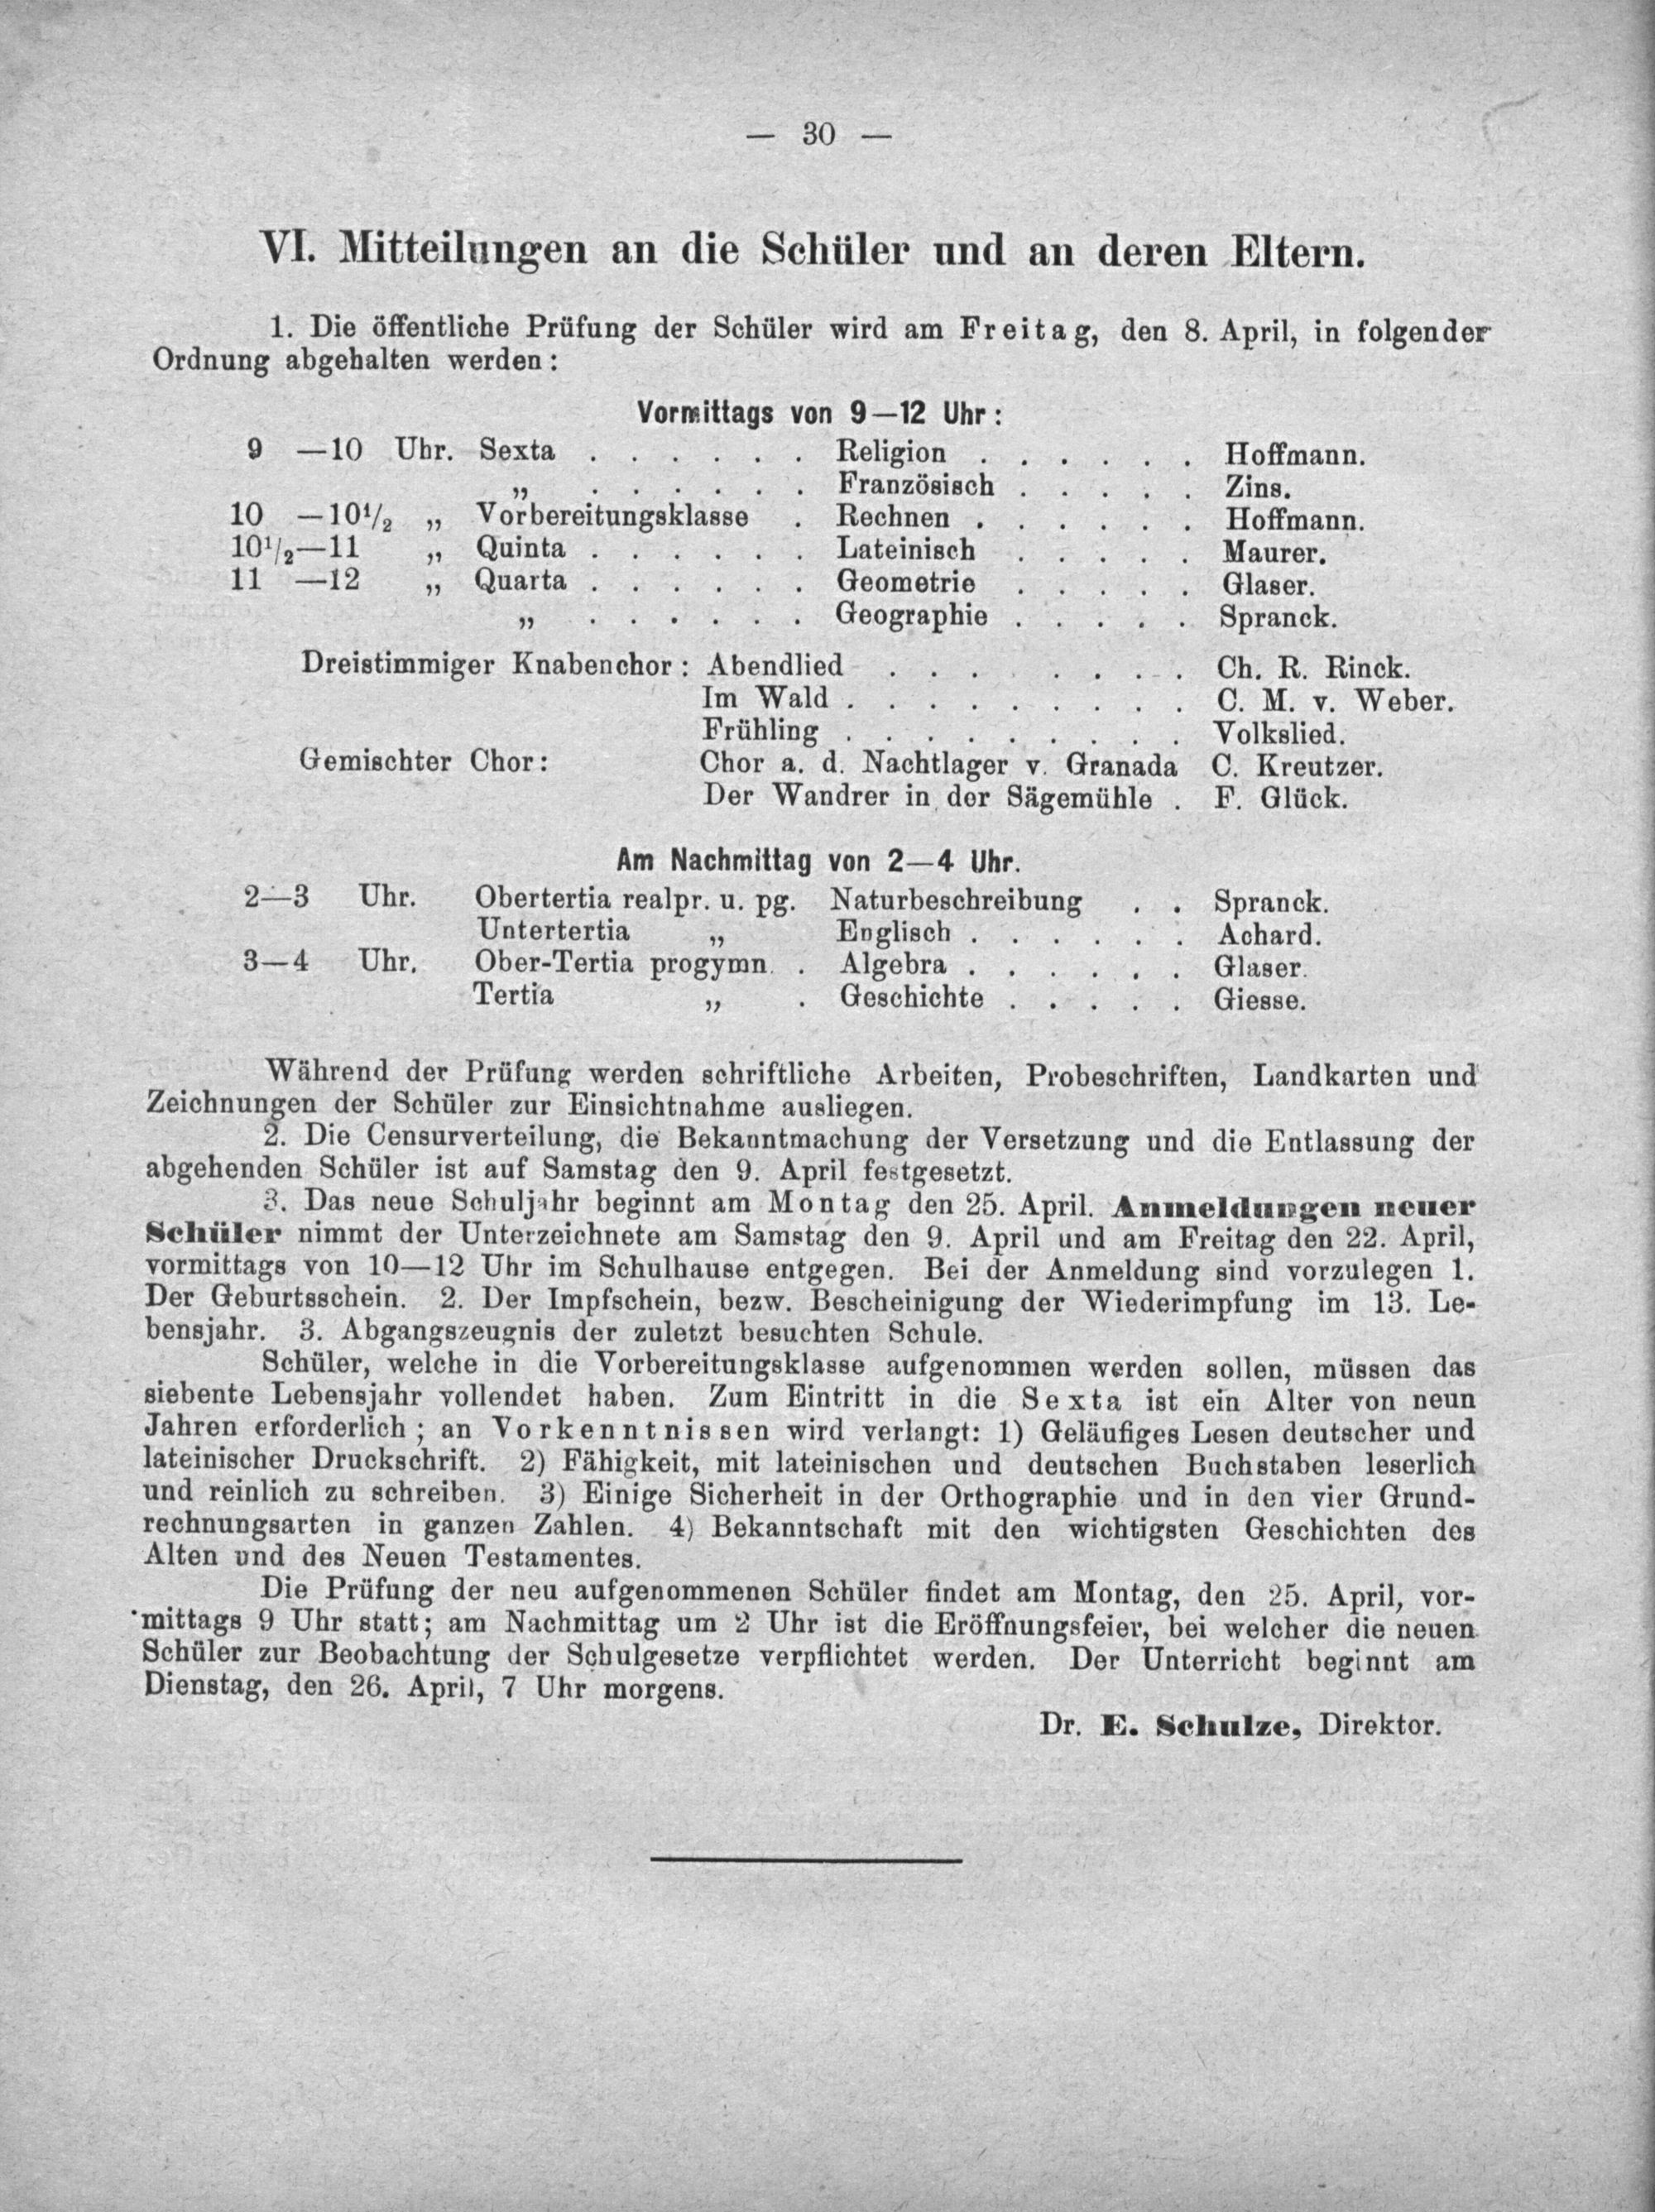 — 30 —
VI. Mitteilungen an die Schüler und an deren Eltern.
1. Die öffentliche Prüfung der Schüler wird am Freitag, den 8. April, in folgender
Ordnung abgehalten werden:
Vormittags von 9—12 Uhr:
9 —10 Uhr. Sexta . . . . . . Religion . . . . . . Hoffmann.
„ . . . . . . Französisch . . . . . Zins.
10 —10¹/₂ „ Vorbereitungsklasse . Rechnen . . . . . . Hoffmann.
10¹/₂—11 „ Quinta . . . . . . Lateinisch . . . . . Maurer.
11 —12 „ Quarta . . . . . . Geometrie . . . . . Glaser.
„ . . . . . . Geographie . . . . . Spranck.
Dreistimmiger Knabenchor: Abendlied . . . . . . . Ch. R. Rinck.
Im Wald . . . . . . . . . C. M. v. Weber.
Frühling . . . . . . . . . Volkslied.
Gemischter Chor: Chor a. d. Nachtlager v. Granada C. Kreutzer.
Der Wandrer in der Sägemühle . F. Glück.
Am Nachmittag von 2—4 Uhr.
2—3 Uhr. Obertertia realpr. u. pg. Naturbeschreibung . . Spranck.
Untertertia „ Englisch . . . . . . Achard.
3—4 Uhr. Ober-Tertia progymn. . Algebra . . . . . . Glaser.
Tertia „ . Geschichte . . . . . Giesse.
Während der Prüfung werden schriftliche Arbeiten, Probeschriften, Landkarten und
Zeichnungen der Schüler zur Einsichtnahme ausliegen.
2. Die Censurverteilung, die Bekanntmachung der Versetzung und die Entlassung der
abgehenden Schüler ist auf Samstag den 9. April festgesetzt.
3. Das neue Schuljahr beginnt am Montag den 25. April. Anmeldungen neuer
Schüler nimmt der Unterzeichnete am Samstag den 9. April und am Freitag den 22. April,
vormittags von 10—12 Uhr im Schulhause entgegen. Bei der Anmeldung sind vorzulegen 1.
Der Geburtsschein. 2. Der Impfschein, bezw. Bescheinigung der Wiederimpfung im 13. Le-
bensjahr. 3. Abgangszeugnis der zuletzt besuchten Schule.
Schüler, welche in die Vorbereitungsklasse aufgenommen werden sollen, müssen das
siebente Lebensjahr vollendet haben. Zum Eintritt in die Sexta ist ein Alter von neun
Jahren erforderlich; an Vorkenntnissen wird verlangt: 1) Geläufiges Lesen deutscher und
lateinischer Druckschrift. 2) Fähigkeit, mit lateinischen und deutschen Buchstaben leserlich
und reinlich zu schreiben. 3) Einige Sicherheit in der Orthographie und in den vier Grund-
rechnungsarten in ganzen Zahlen. 4) Bekanntschaft mit den wichtigsten Geschichten des
Alten und des Neuen Testamentes.
Die Prüfung der neu aufgenommenen Schüler findet am Montag, den 25. April, vor-
mittags 9 Uhr statt; am Nachmittag um 2 Uhr ist die Eröffnungsfeier, bei welcher die neuen
Schüler zur Beobachtung der Schulgesetze verpflichtet werden. Der Unterricht beginnt am
Dienstag, den 26. April, 7 Uhr morgens.
Dr. E. Schulze, Direktor.